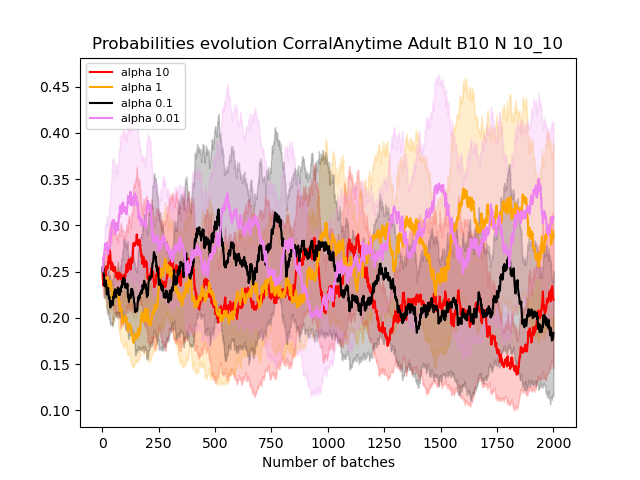 Probabilities evolution CorralAnytime Adult B10 N 10_10
alpha 10
alpha 1
alpha 0.1
alpha 0.01
0.45
0.40
0.35
0.30
0.25
0.20
0.15
0.10
0 250 500 750 1000 1250 1500 1750 2000
Number of batches